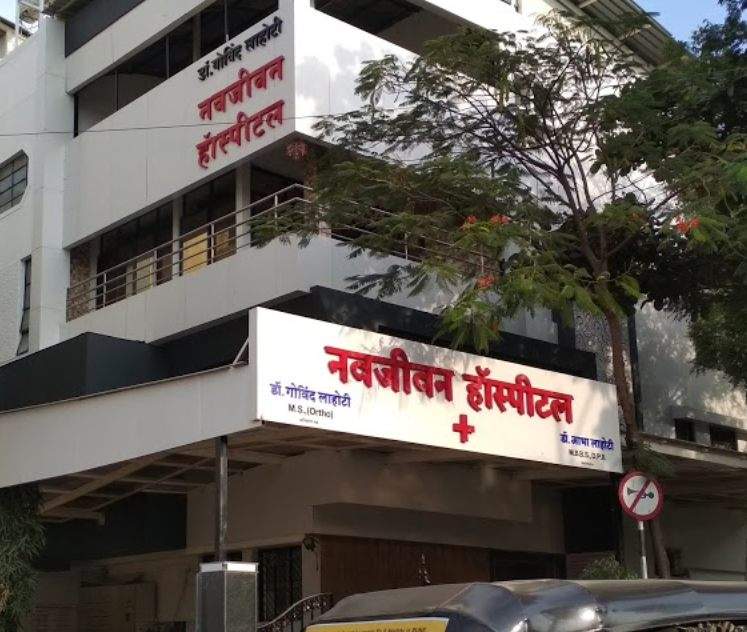 डॉ. गोविंद लाहोटी
नवजीवन
हॉस्पीटल
नवजीवन हॉस्पीटल
डॉ. गोविंद लाहोटी
M.S.,(Ortho)
डॉ. आभा लाहोटी
M.B.B.S., D.P.B.